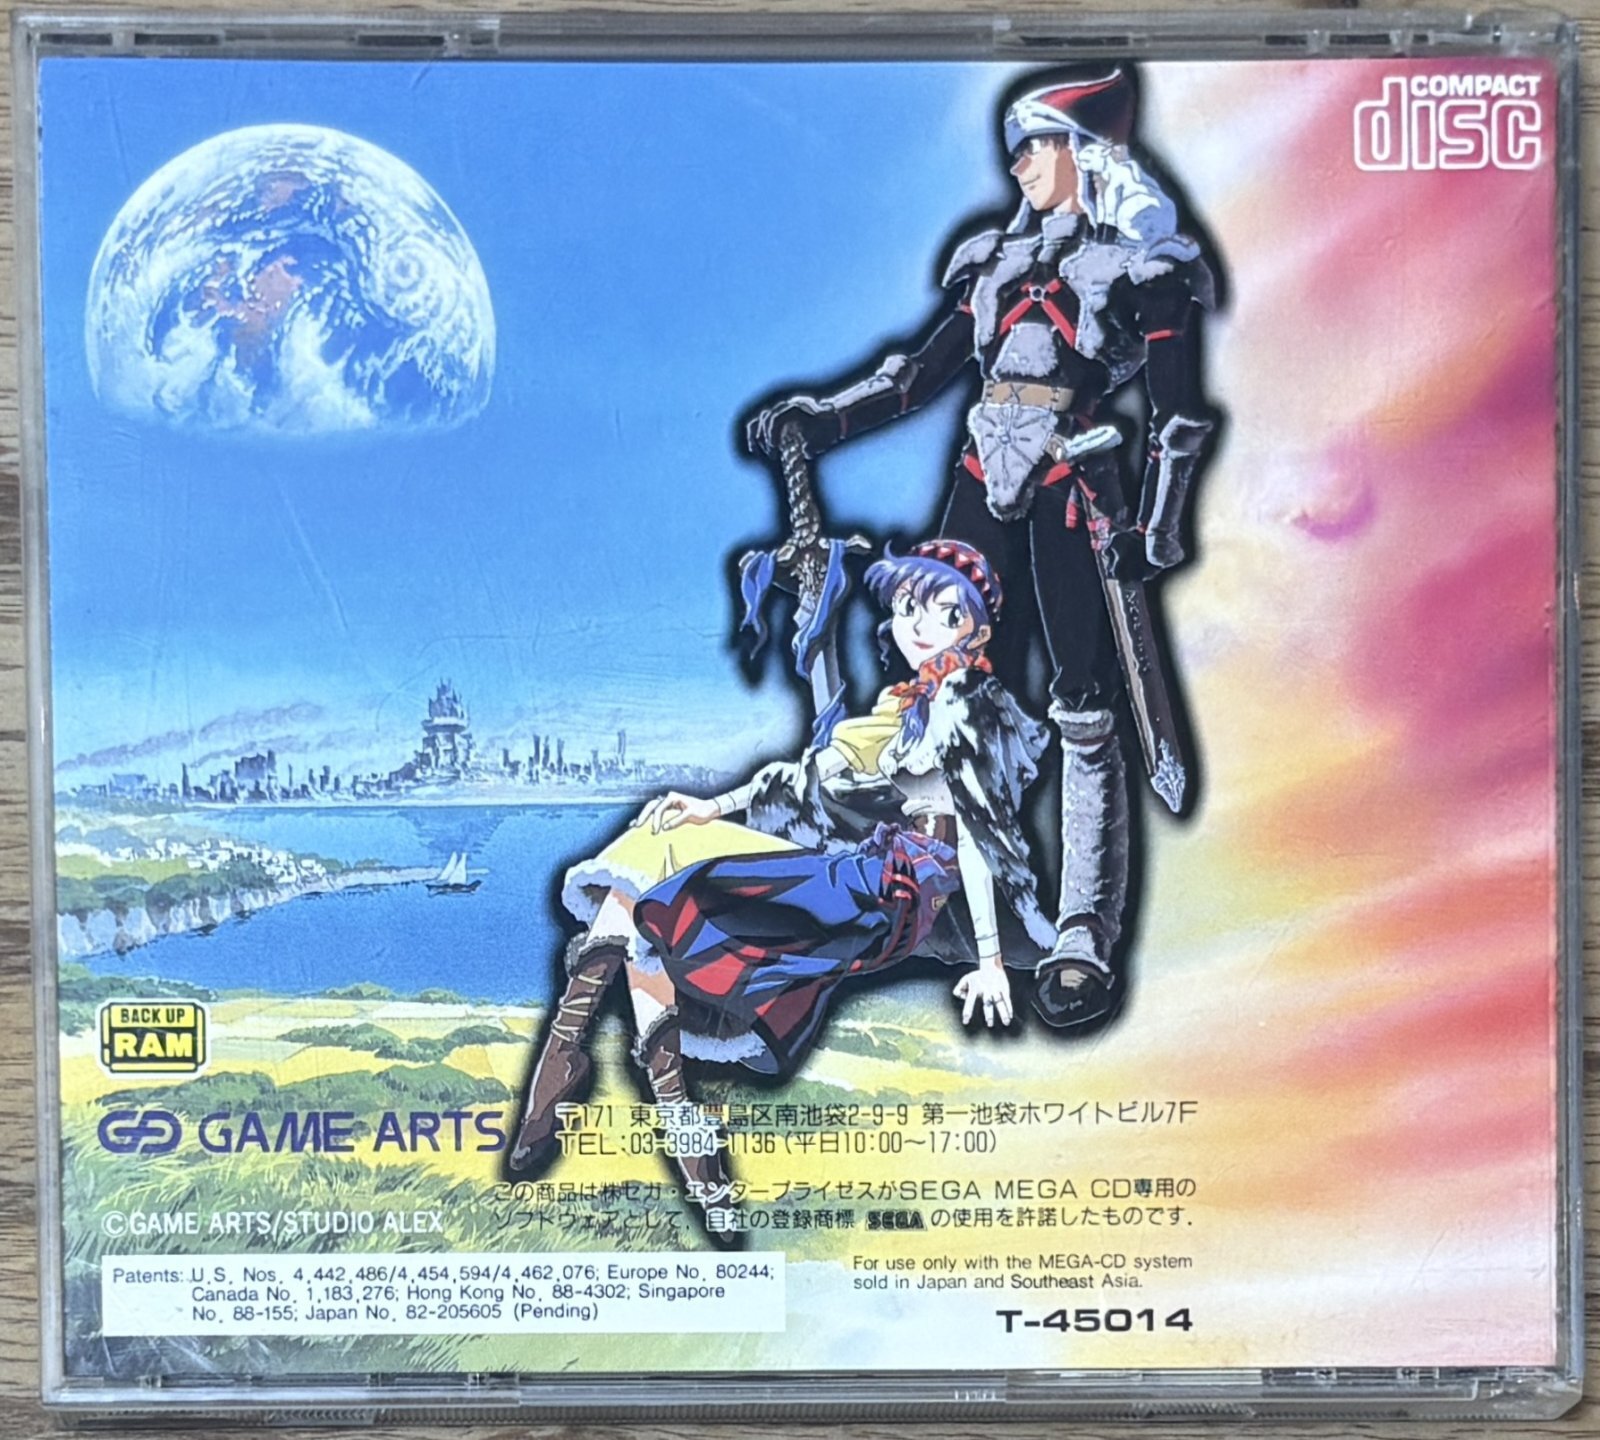 COMPACT
disc
BACK UP
RAM
GAME ARTS
〒171 東京都豊島区南池袋2-9-9 第一池袋ホワイトビル7F
TEL:03-3984-1136(平日10:00〜17:00)
この商品は㈱セガ・エンタープライゼスがSEGA MEGA CD専用の
ソフトウェアとして,自社の登録商標 SEGA の使用を許諾したものです.
©GAME ARTS/STUDIO ALEX
Patents: U.S. Nos. 4,442,486/4,454,594/4,462,076; Europe No. 80244;
Canada No. 1,183,276; Hong Kong No. 88-4302; Singapore
No. 88-155; Japan No. 82-205605 (Pending)
For use only with the MEGA-CD system
sold in Japan and Southeast Asia.
T-45014